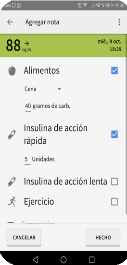 Agregar nota
88 mg/dL
mié., 9 oct.
19:28
Alimentos
Cena
40 gramos de carb.
Insulina de acción
rápida
5 Unidades
Insulina de acción lenta
Ejercicio
Comentarios
CANCELAR
HECHO